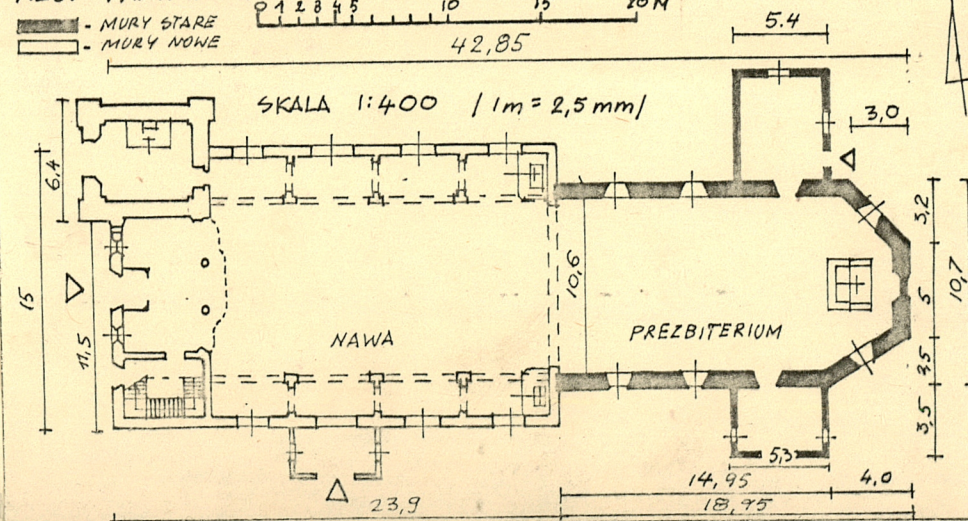 - MURY STARE
- MURY NOWE
0 1 2 3 4 5 10 15 20 M
42,85
5.4
SKALA 1:400 / 1m = 2,5 mm/
3,0
6,4
3,2
15
11,5
10,6
5
10,7
NAWA
PREZBITERIUM
3,5
3,5
5,3
14,95
4,0
23,9
18,95